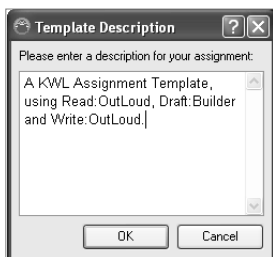 Template Description
Please enter a description for your assignment:
A KWL Assignment Template,
using Read:OutLoud, Draft:Builder
and Write:OutLoud.
OK Cancel